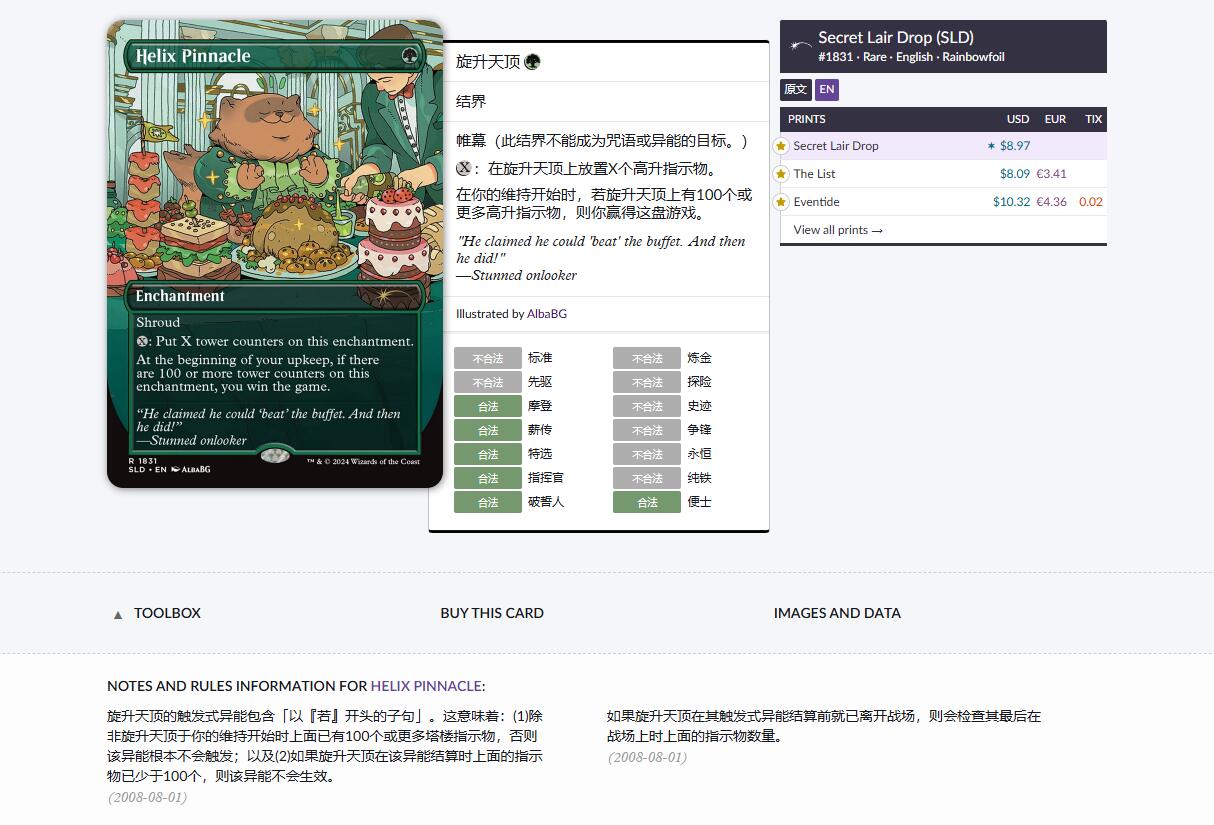 Helix Pinnacle
Enchantment
Shroud
X: Put X tower counters on this enchantment.
At the beginning of your upkeep, if there
are 100 or more tower counters on this
enchantment, you win the game.
“He claimed he could ‘beat’ the buffet. And then
he did!”
—Stunned onlooker
R 1831
SLD • EN AlbaBG
™ & © 2024 Wizards of the Coast
旋升天顶
结界
帷幕（此结界不能成为咒语或异能的目标。）
X：在旋升天顶上放置X个高升指示物。
在你的维持开始时，若旋升天顶上有100个或
更多高升指示物，则你赢得这盘游戏。
"He claimed he could 'beat' the buffet. And then
he did!"
—Stunned onlooker
Illustrated by AlbaBG
不合法 标准 不合法 炼金
不合法 先驱 不合法 探险
合法 摩登 不合法 史迹
合法 薪传 不合法 争锋
合法 特选 不合法 永恒
合法 指挥官 不合法 纯铁
合法 破誓人 合法 便士
Secret Lair Drop (SLD)
#1831 · Rare · English · Rainbowfoil
原文 EN
PRINTS USD EUR TIX
Secret Lair Drop ✶ $8.97
The List $8.09 €3.41
Eventide $10.32 €4.36 0.02
View all prints →
▲ TOOLBOX BUY THIS CARD IMAGES AND DATA
NOTES AND RULES INFORMATION FOR HELIX PINNACLE:
旋升天顶的触发式异能包含「以『若』开头的子句」。这意味着：(1)除
非旋升天顶于你的维持开始时上面已有100个或更多塔楼指示物，否则
该异能根本不会触发；以及(2)如果旋升天顶在该异能结算时上面的指示
物已少于100个，则该异能不会生效。
(2008-08-01)
如果旋升天顶在其触发式异能结算前就已离开战场，则会检查其最后在
战场上时上面的指示物数量。
(2008-08-01)